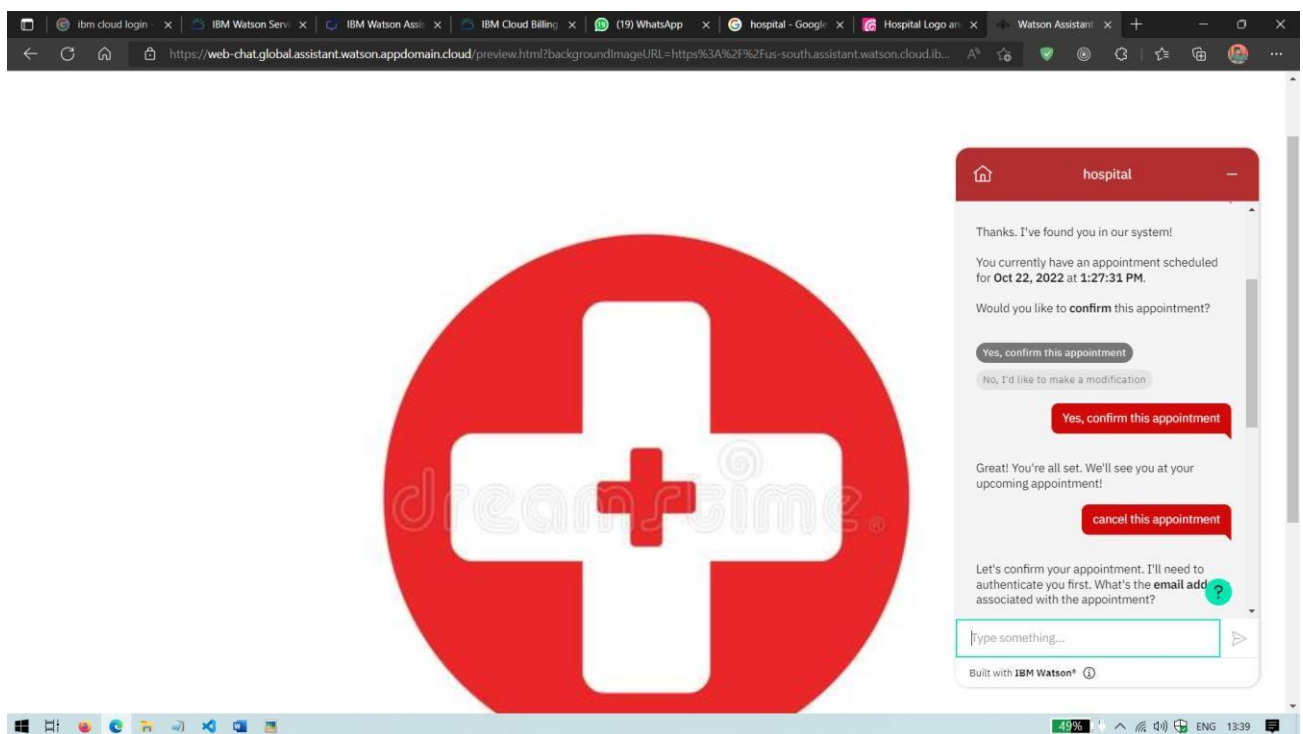 ibm cloud login -
IBM Watson Servi
IBM Watson Assis
IBM Cloud Billing
(19) WhatsApp
hospital - Google
Hospital Logo an
Watson Assistant
https://web-chat.global.assistant.watson.appdomain.cloud/preview.html?backgroundImageURL=https%3A%2F%2Fus-south.assistant.watson.cloud.ib...
hospital
Thanks. I've found you in our system!
You currently have an appointment scheduled
for Oct 22, 2022 at 1:27:31 PM.
Would you like to confirm this appointment?
Yes, confirm this appointment
No, I'd like to make a modification
Yes, confirm this appointment
Great! You're all set. We'll see you at your
upcoming appointment!
cancel this appointment
Let's confirm your appointment. I'll need to
authenticate you first. What's the email add
associated with the appointment?
?
Type something...
Built with IBM Watson®
dreamstime®
49%
ENG
13:39